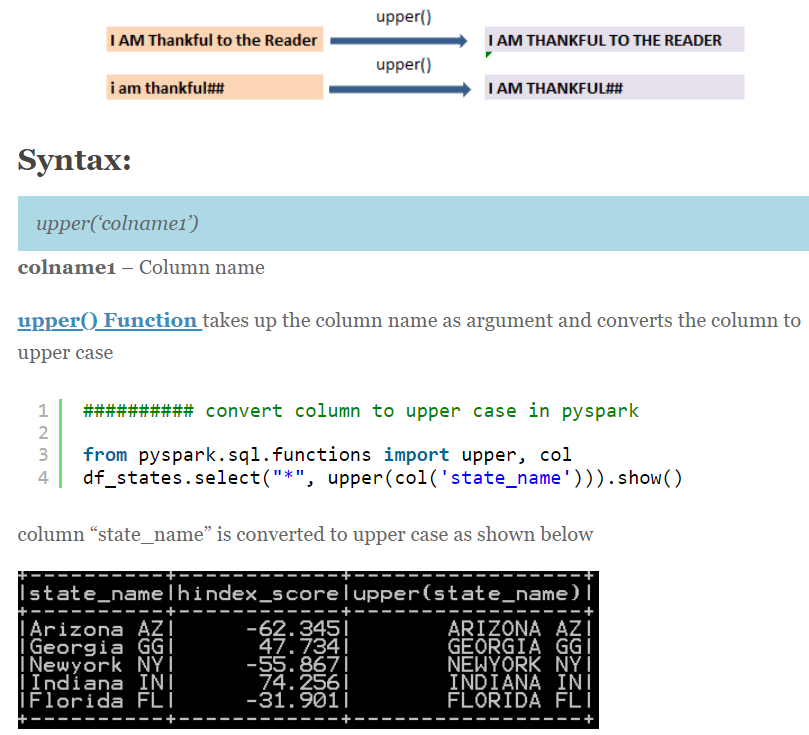 upper()
I AM Thankful to the Reader I AM THANKFUL TO THE READER
upper()
i am thankful## I AM THANKFUL##
Syntax:
upper(‘colname1’)
colname1 – Column name
upper() Function takes up the column name as argument and converts the column to
upper case
1 ########## convert column to upper case in pyspark
2
3 from pyspark.sql.functions import upper, col
4 df_states.select("*", upper(col('state_name'))).show()
column “state_name” is converted to upper case as shown below
+----------+------------+-----------------+
|state_name|hindex_score|upper(state_name)|
+----------+------------+-----------------+
|Arizona AZ| -62.345| ARIZONA AZ|
|Georgia GG| 47.734| GEORGIA GG|
|Newyork NY| -55.867| NEWYORK NY|
|Indiana IN| 74.256| INDIANA IN|
|Florida FL| -31.901| FLORIDA FL|
+----------+------------+-----------------+